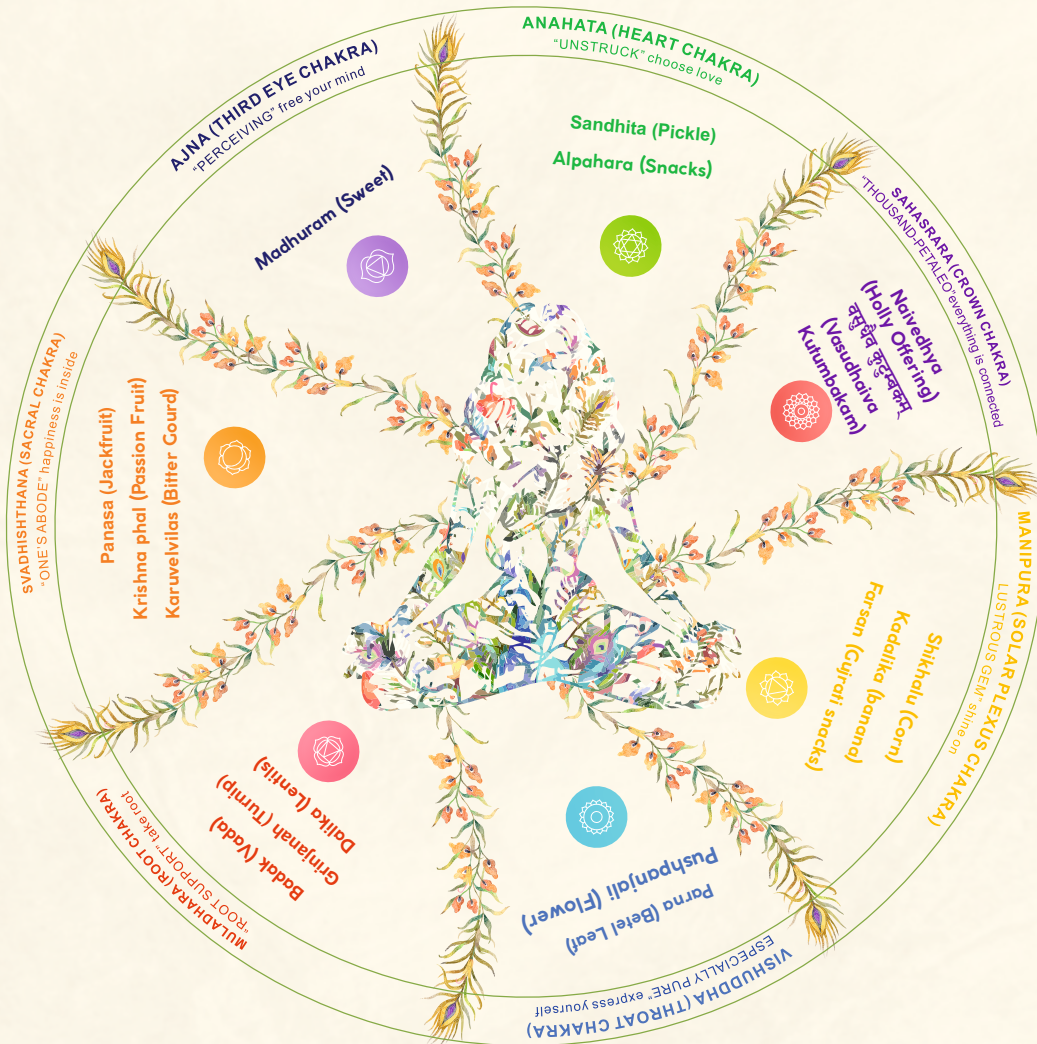 ANAHATA (HEART CHAKRA)
“UNSTRUCK” choose love
Sandhita (Pickle)
Alpahara (Snacks)
SAHASRARA (CROWN CHAKRA)
“THOUSAND-PETALEO”everything is connected
Naivedhya
(Holly Offering)
वसुधैव कुटुम्बकम्
(Vasudhaiva
Kutumbakam)
MANIPURA (SOLAR PLEXUS CHAKRA)
LUSTROUS GEM” shine on
Shikhalu (Corn)
Kadalika (banana)
Farsan (Gujrati snacks)
VISHUDDHA (THROAT CHAKRA)
ESPECIALLY PURE” express yourself
Pushpanjali (Flower)
Parna (Betel Leaf)
MULADHARA (ROOT CHAKRA)
“ROOT SUPPORT” take root
Dalika (Lentils)
Grinjanah (Turnip)
Badak (Vada)
SVADHISHTHANA (SACRAL CHAKRA)
“ONE’S ABODE” happiness is inside
Panasa (Jackfruit)
Krishna phal (Passion Fruit)
Karuvelvilas (Bitter Gourd)
AJNA (THIRD EYE CHAKRA)
“PERCEIVING” free your mind
Madhuram (Sweet)